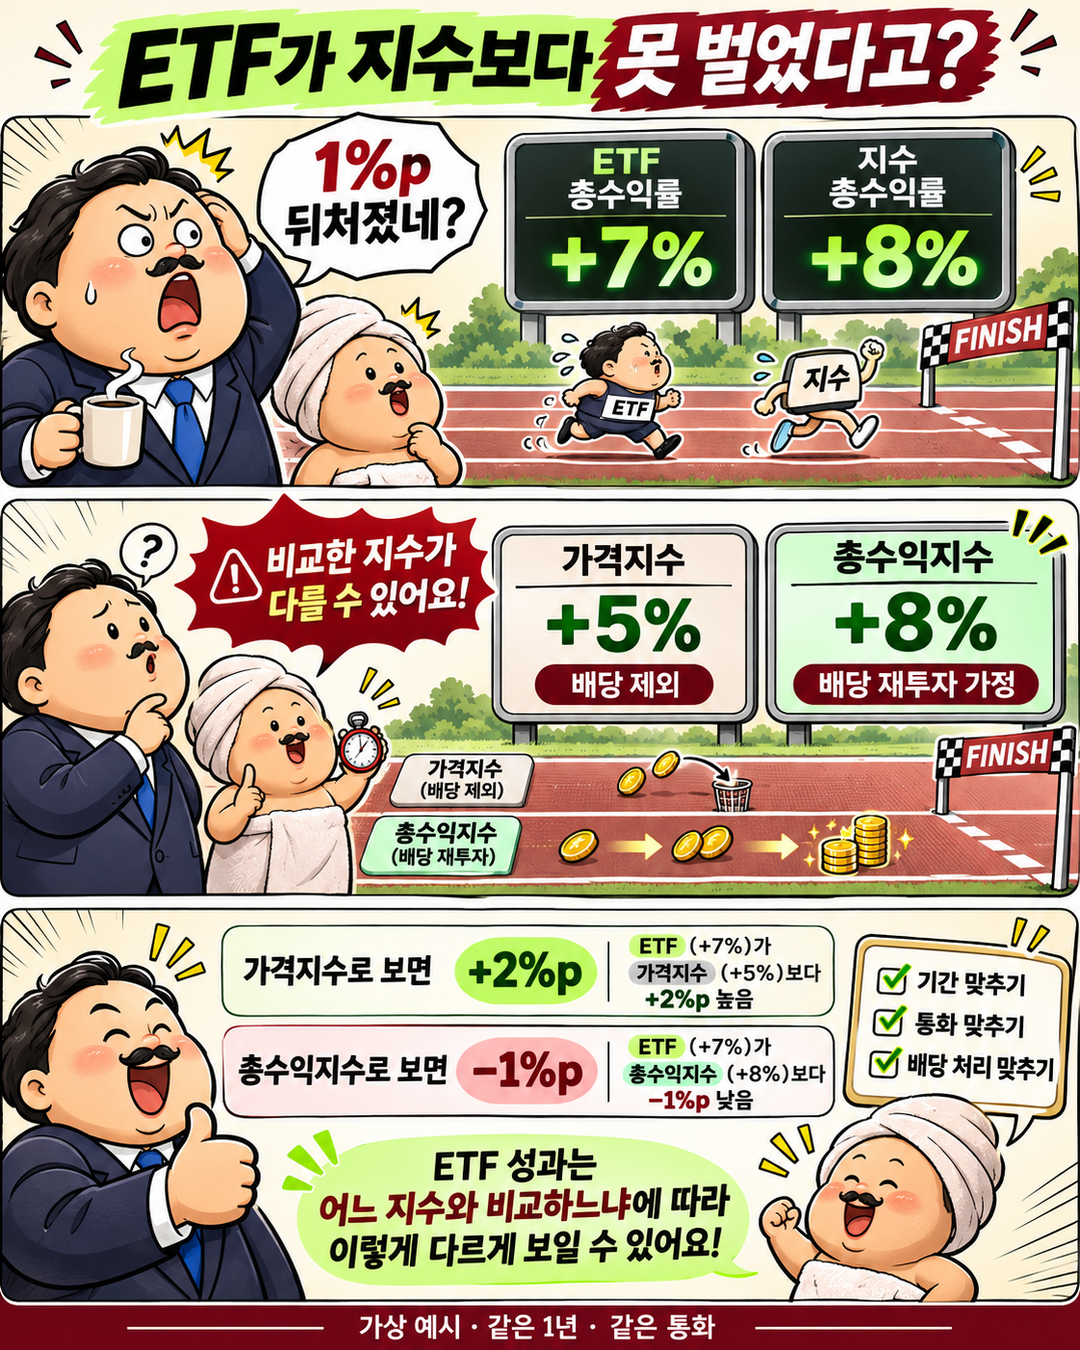 ETF가 지수보다 못 벌었다고?
1%p
뒤처졌네?
ETF
총수익률
+7%
지수
총수익률
+8%
ETF
지수
FINISH
?
비교한 지수가
다를 수 있어요!
가격지수
+5%
배당 제외
총수익지수
+8%
배당 재투자 가정
FINISH
가격지수
(배당 제외)
총수익지수
(배당 재투자)
가격지수로 보면
+2%p
ETF (+7%)가
가격지수 (+5%)보다
+2%p 높음
총수익지수로 보면
−1%p
ETF (+7%)가
총수익지수 (+8%)보다
−1%p 낮음
기간 맞추기
통화 맞추기
배당 처리 맞추기
ETF 성과는
어느 지수와 비교하느냐에 따라
이렇게 다르게 보일 수 있어요!
가상 예시 · 같은 1년 · 같은 통화